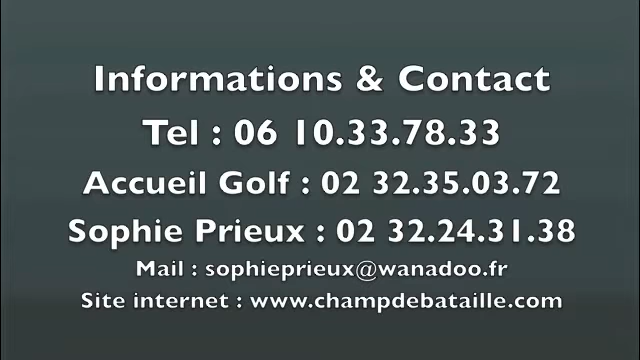 Informations & Contact
Tel : 06 10.33.78.33
Accueil Golf : 02 32.35.03.72
Sophie Prieux : 02 32.24.31.38
Mail : sophieprieux@wanadoo.fr
Site internet : www.champdebataille.com